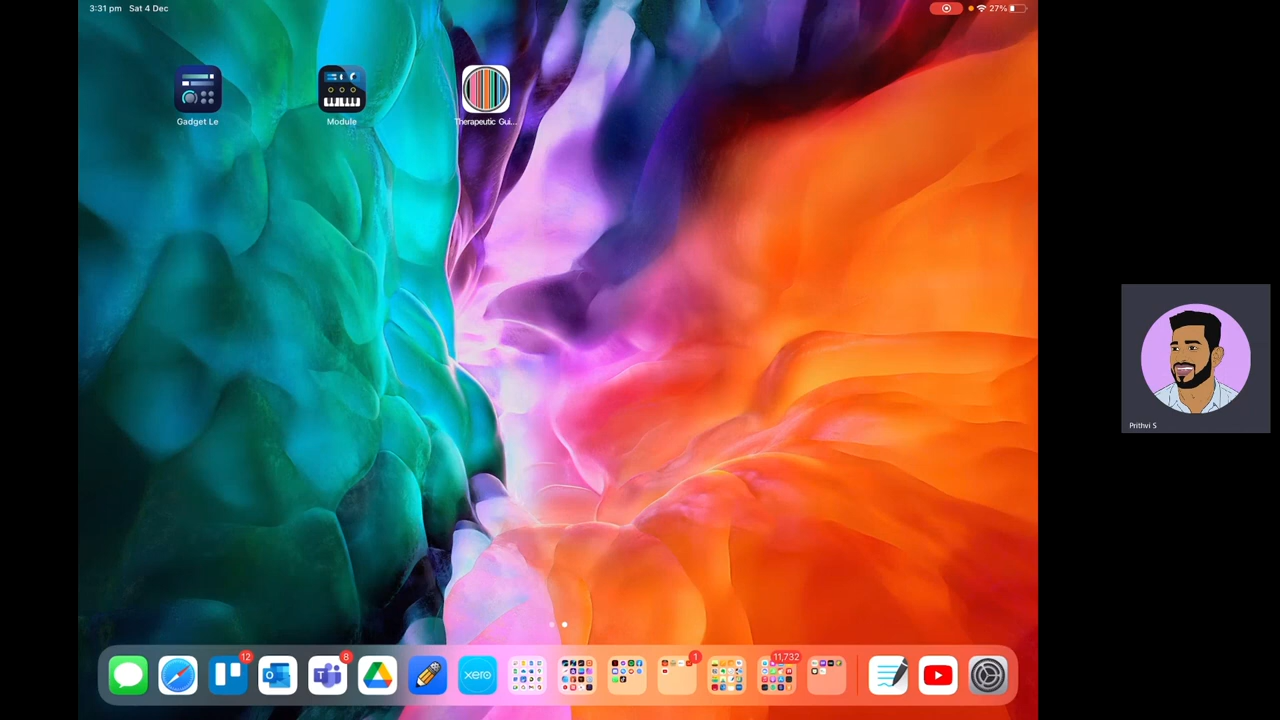 3:31 pm Sat 4 Dec
27%
Gadget Le
Module
Therapeutic Gui...
Prithvi S
12
8
xero
1
11,732